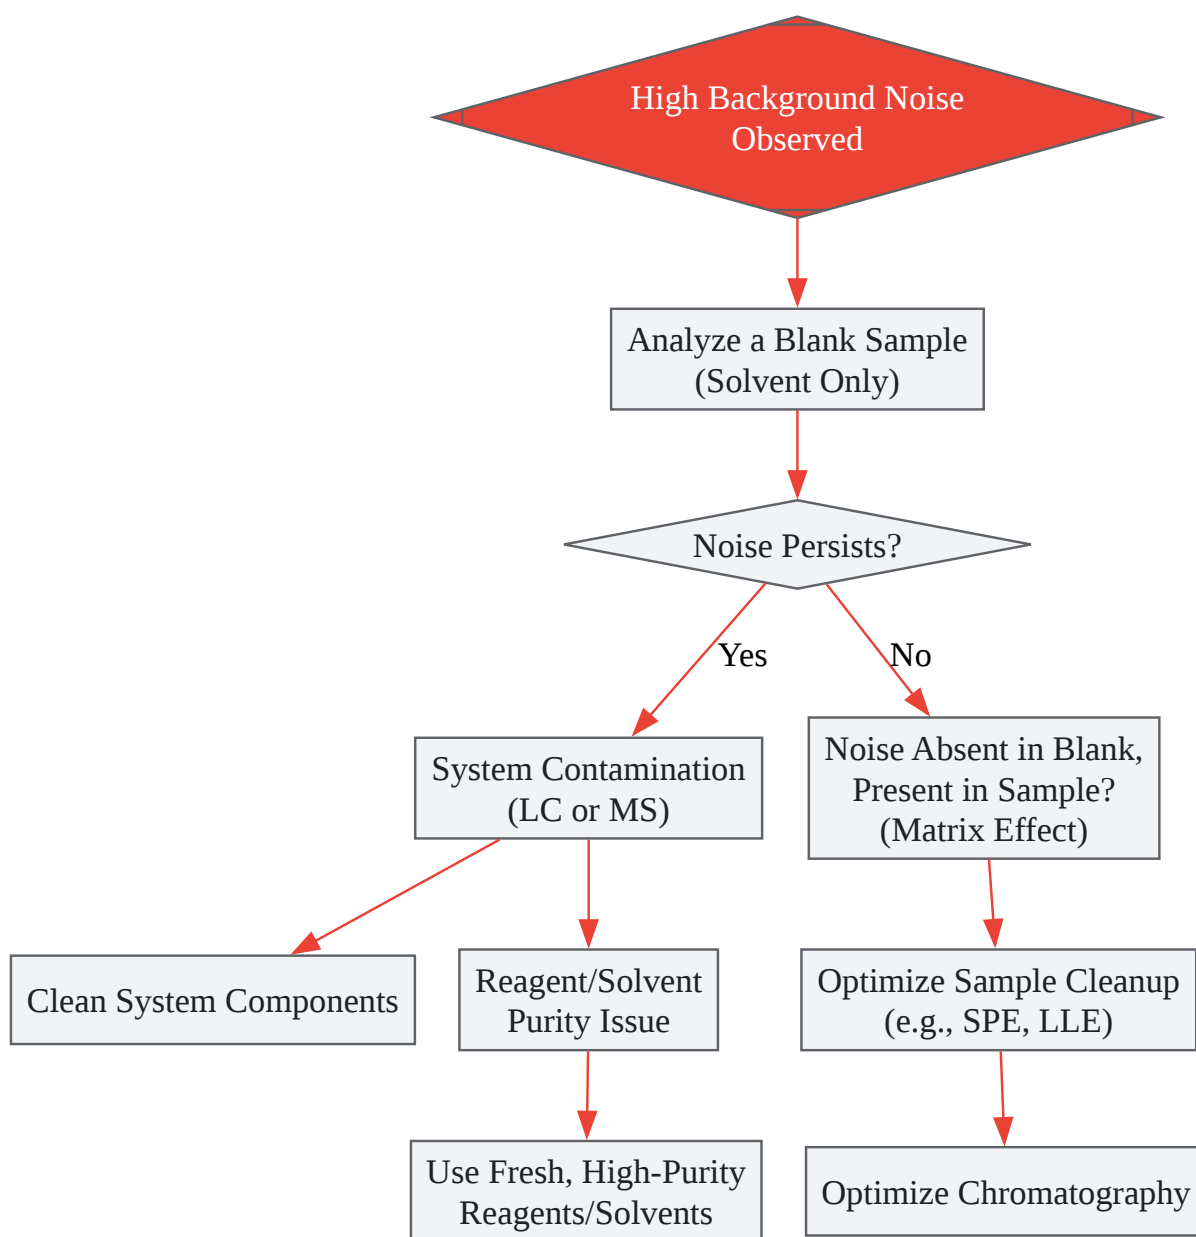 High Background Noise
Observed
Analyze a Blank Sample
(Solvent Only)
Noise Persists?
Yes
No
System Contamination
(LC or MS)
Noise Absent in Blank,
Present in Sample?
(Matrix Effect)
Clean System Components
Reagent/Solvent
Purity Issue
Optimize Sample Cleanup
(e.g., SPE, LLE)
Use Fresh, High-Purity
Reagents/Solvents
Optimize Chromatography